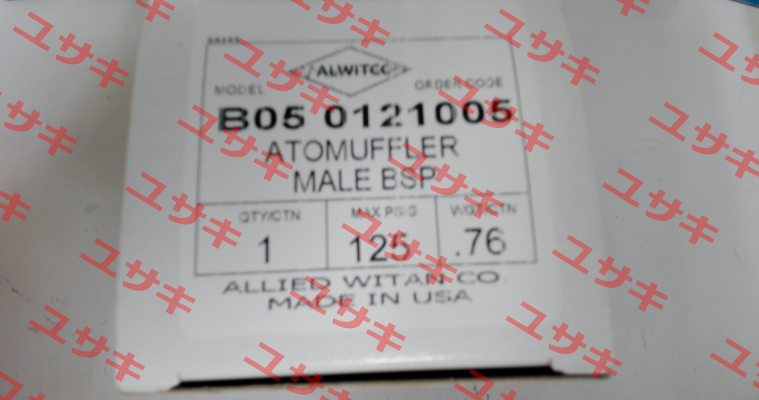 ALWITCO
MODEL ORDER CODE
B05 0121005
ATOMUFFLER
MALE BSP
QTY/CTN MAX PSIG WGT/CTN
1 125 .76
ALLIED WITAN CO.
MADE IN USA
ユサキ